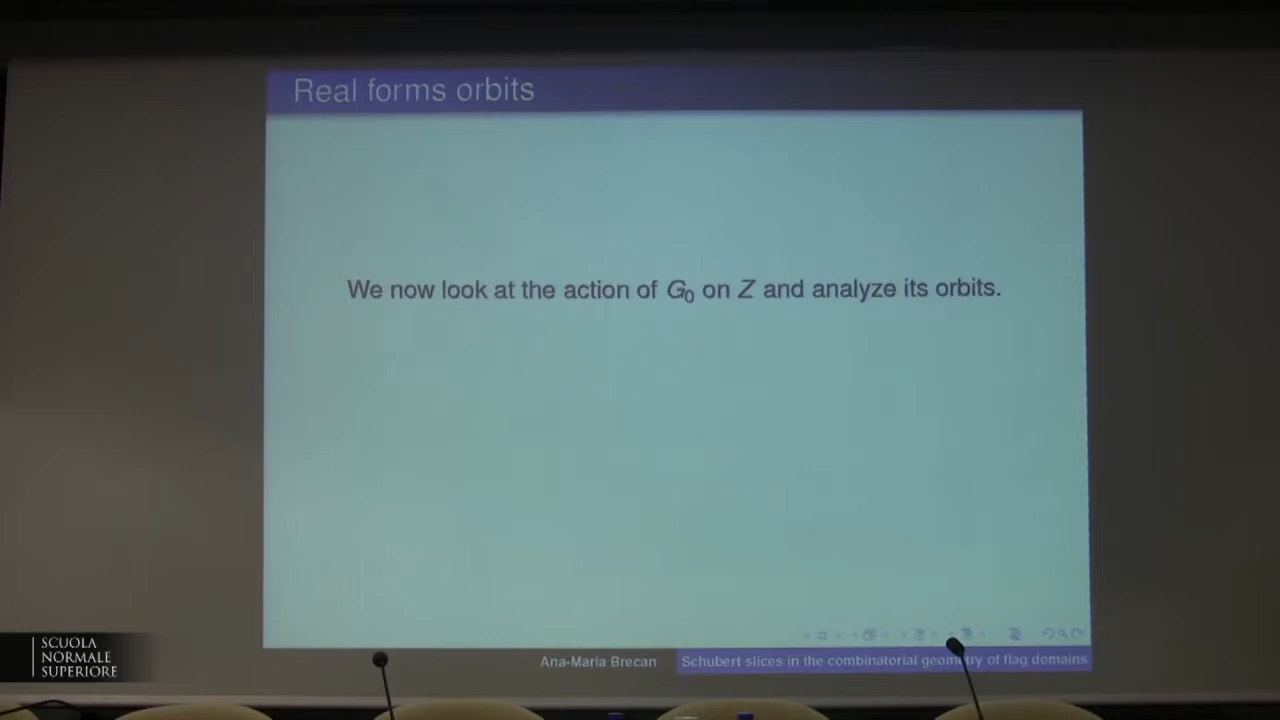 Real forms orbits
We now look at the action of G₀ on Z and analyze its orbits.
Ana-Maria Brecan
Schubert slices in the combinatorial geometry of flag domains
SCUOLA
NORMALE
SUPERIORE